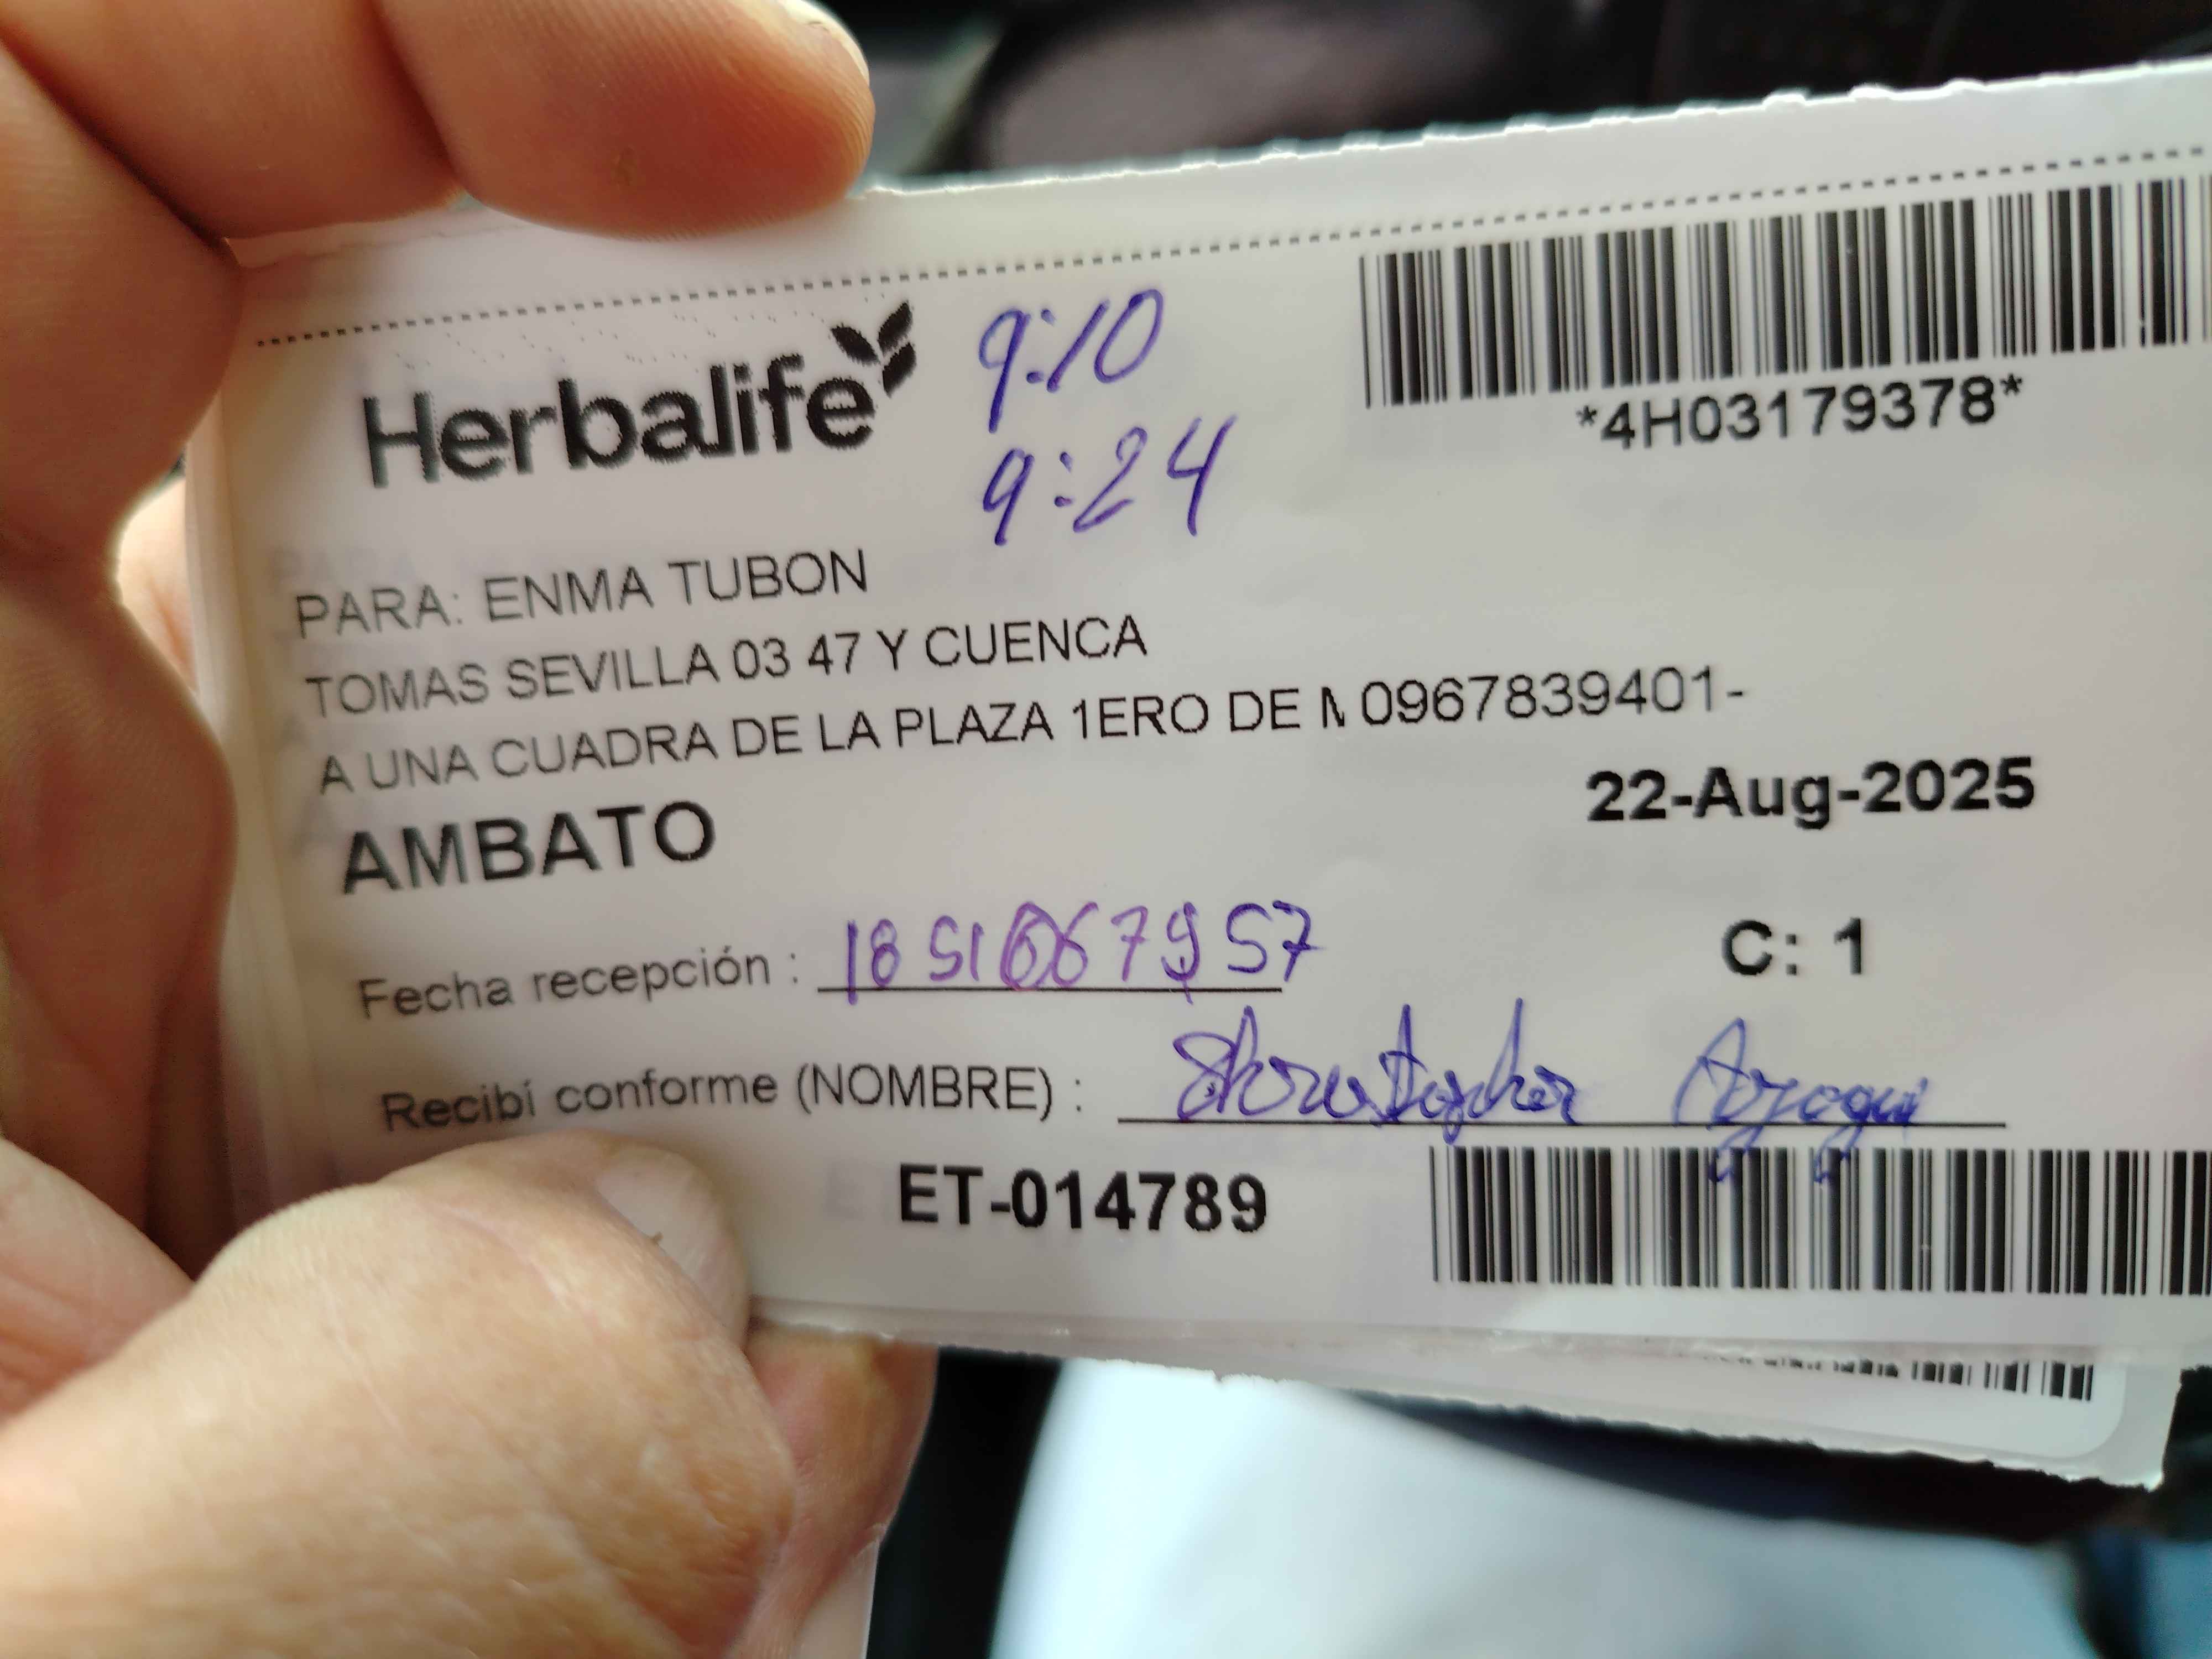 Herbalife
9:10
9:24
*4H03179378*
PARA: ENMA TUBON
TOMAS SEVILLA 03 47 Y CUENCA
A UNA CUADRA DE LA PLAZA 1ERO DE M 0967839401-
22-Aug-2025
AMBATO
C: 1
Fecha recepción :
Recibí conforme (NOMBRE) :
ET-014789